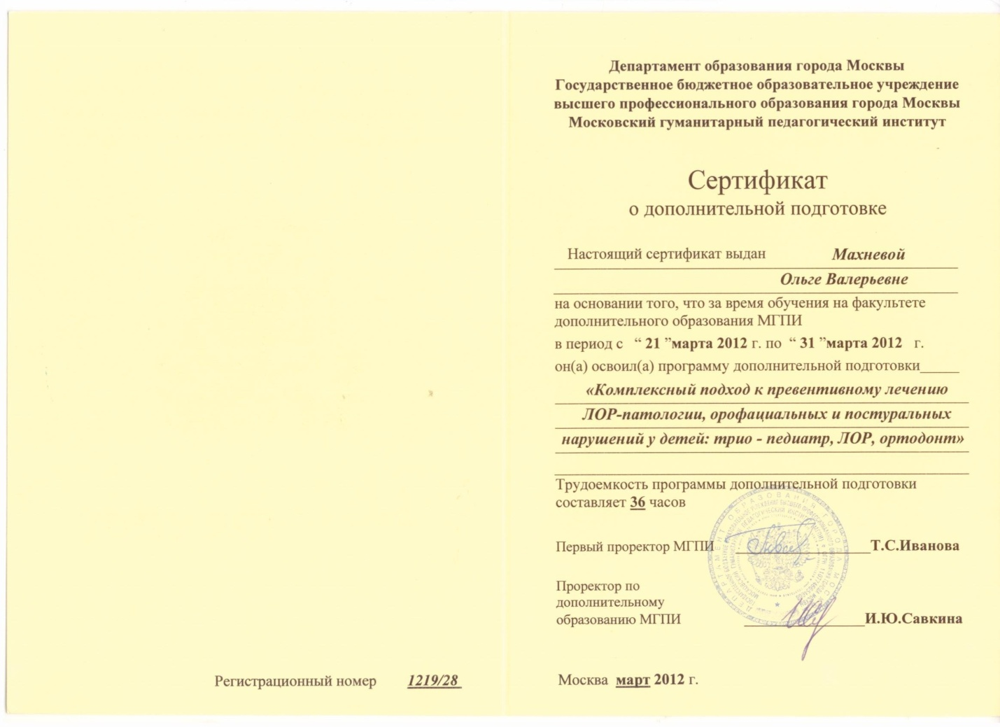 Департамент образования города Москвы
Государственное бюджетное образовательное учреждение
высшего профессионального образования города Москвы
Московский гуманитарный педагогический институт
Сертификат
о дополнительной подготовке
Настоящий сертификат выдан Махневой
Ольге Валерьевне
на основании того, что за время обучения на факультете
дополнительного образования МГПИ
в период с “ 21 ”марта 2012 г. по “ 31 ”марта 2012 г.
он(а) освоил(а) программу дополнительной подготовки
«Комплексный подход к превентивному лечению
ЛОР-патологии, орофациальных и постуральных
нарушений у детей: трио - педиатр, ЛОР, ортодонт»
Трудоемкость программы дополнительной подготовки
составляет 36 часов
Первый проректор МГПИ Т.С.Иванова
Проректор по
дополнительному
образованию МГПИ И.Ю.Савкина
Москва март 2012 г.
Регистрационный номер 1219/28